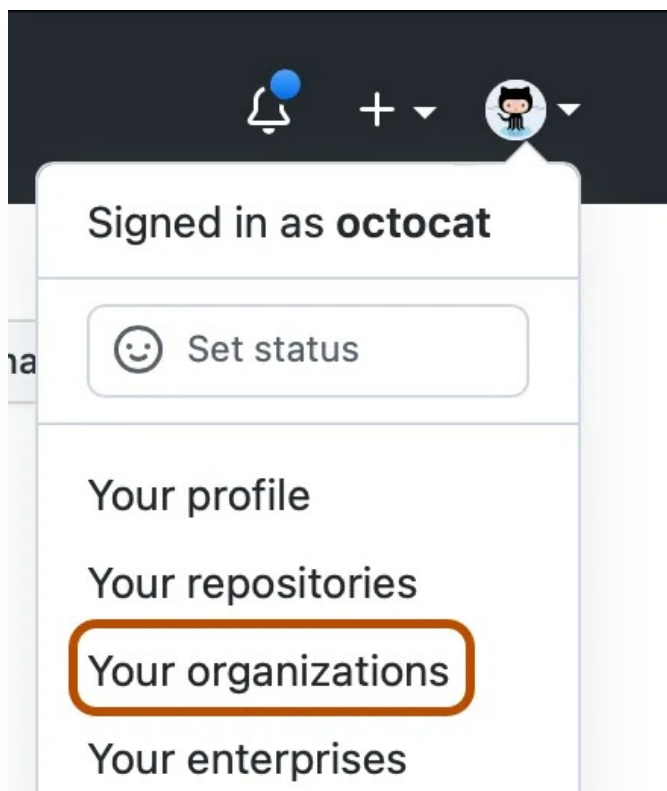 Signed in as octocat
Set status
Your profile
Your repositories
Your organizations
Your enterprises